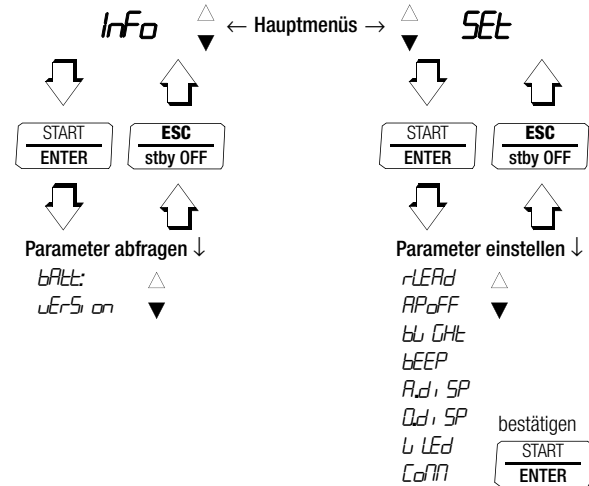 InFo △ ▼ ← Hauptmenüs → △ ▼ SEt
START
ENTER
ESC
stby OFF
START
ENTER
ESC
stby OFF
Parameter abfragen ↓
bAtt: △
vErSion ▼
Parameter einstellen ↓
rLEAd △
APoFF ▼
bLiGHt
bEEP
A.diSP
0.diSP
LiLEd
CoMM
bestätigen
START
ENTER